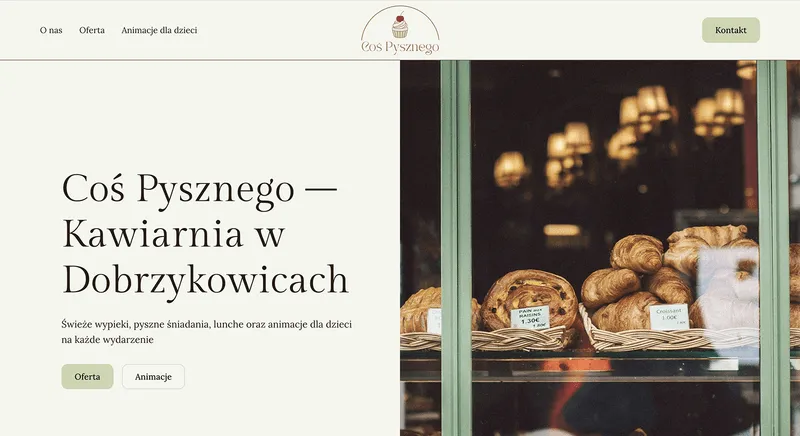 O nas
Oferta
Animacje dla dzieci
Coś Pysznego
Kontakt
Coś Pysznego —
Kawiarnia w
Dobrzykowicach
Świeże wypieki, pyszne śniadania, lunche oraz animacje dla dzieci
na każde wydarzenie
Oferta
Animacje
PAIN aux
RAISINS
1.30€
Croissant
1.00€